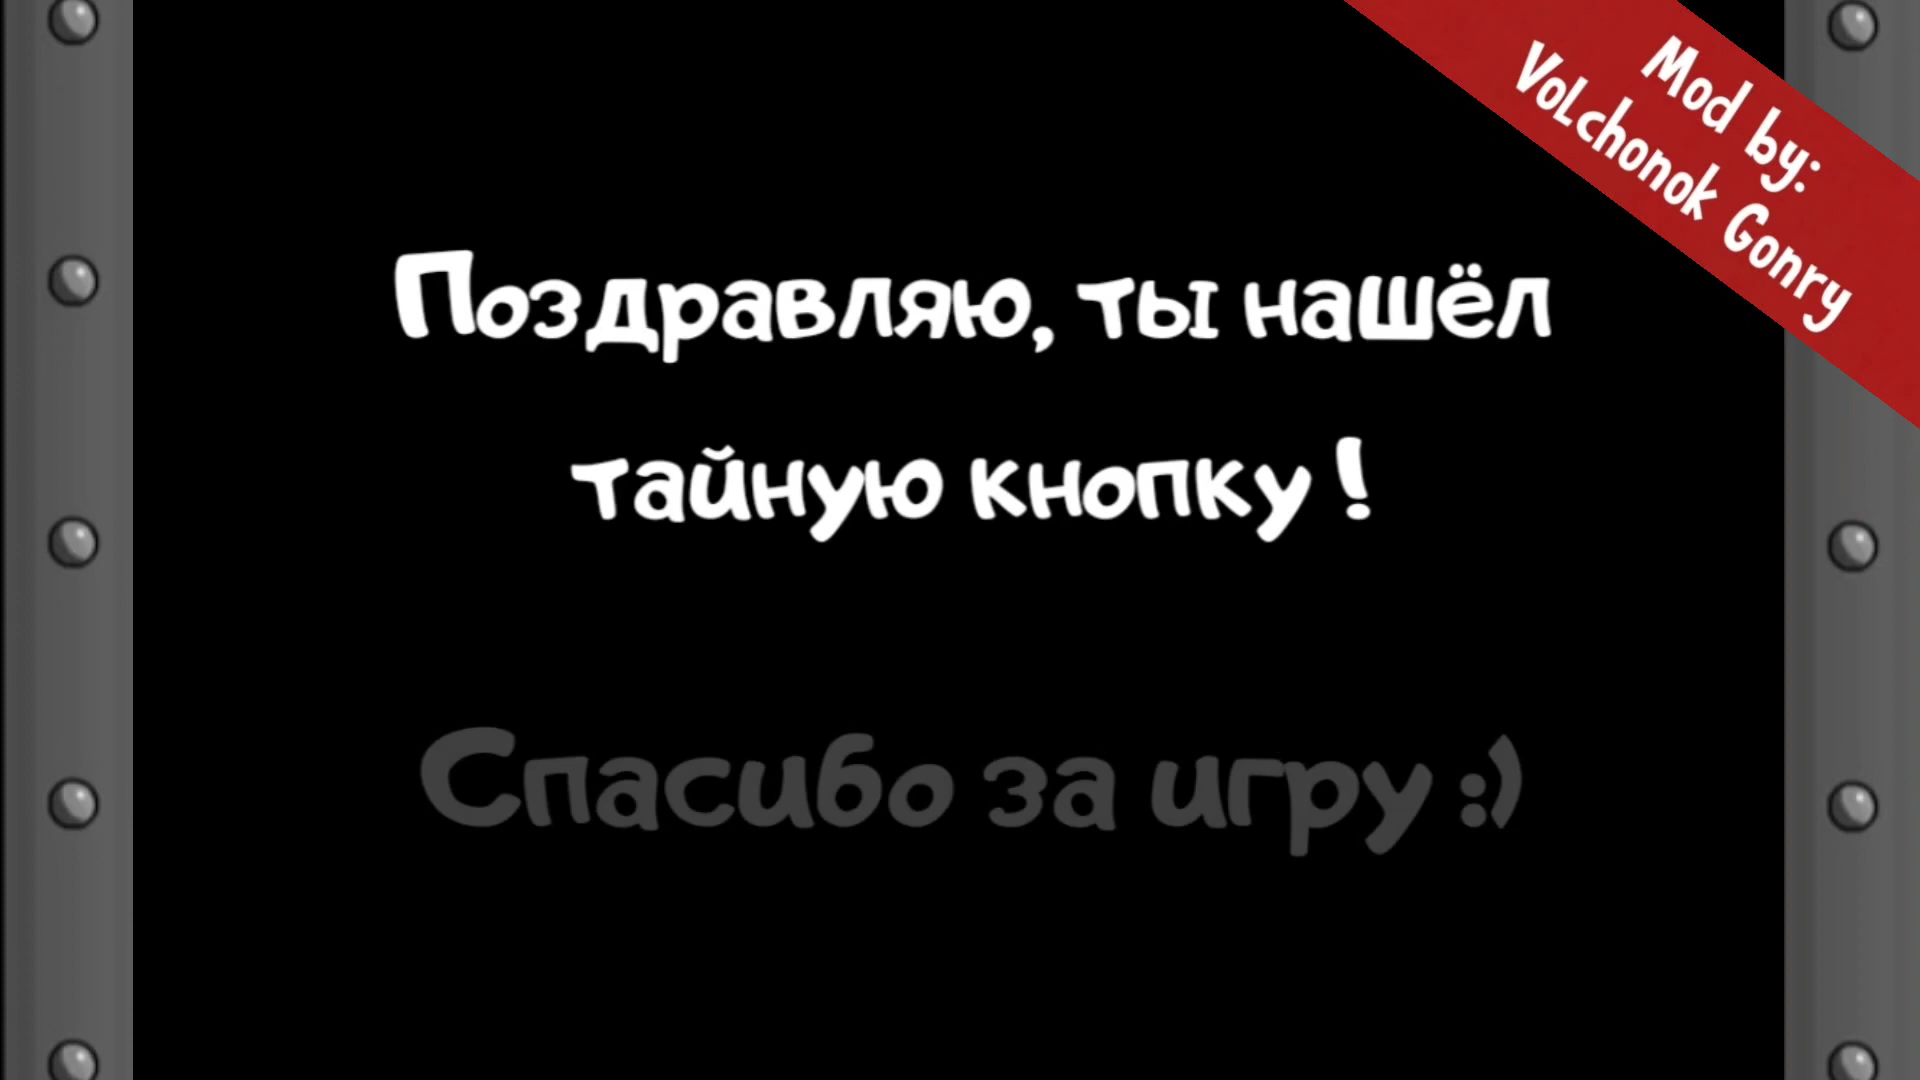 Mod by:
Volchonok Gonry
Поздравляю, ты нашёл
тайную кнопку !
Спасибо за игру :)